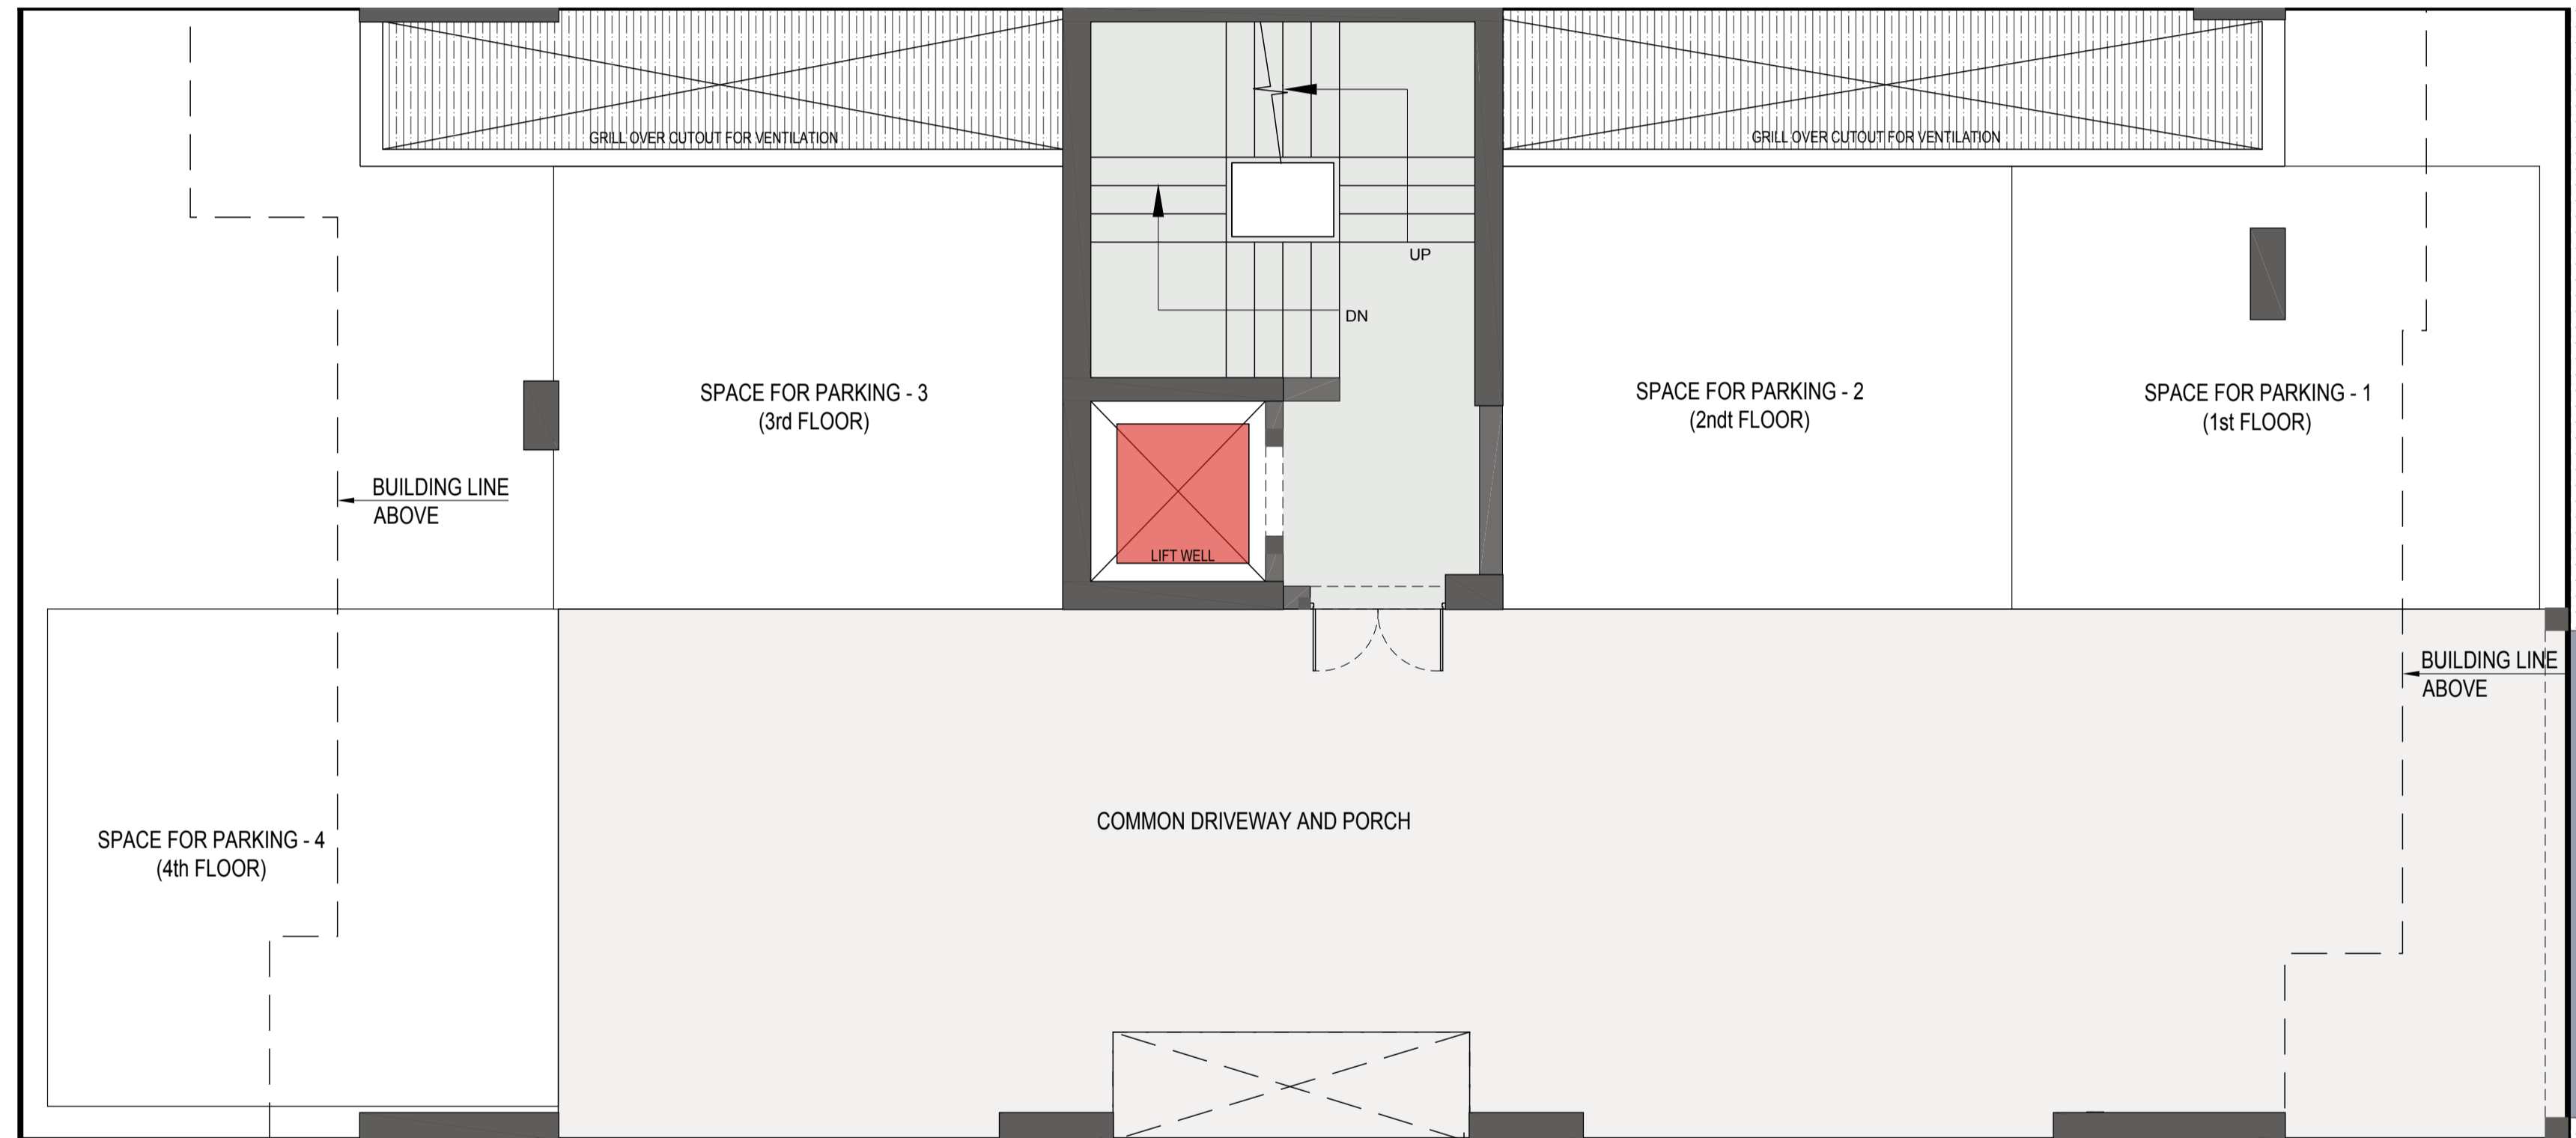 GRILL OVER CUTOUT FOR VENTILATION
GRILL OVER CUTOUT FOR VENTILATION
UP
DN
SPACE FOR PARKING - 3
(3rd FLOOR)
SPACE FOR PARKING - 2
(2ndt FLOOR)
SPACE FOR PARKING - 1
(1st FLOOR)
BUILDING LINE
ABOVE
LIFT WELL
BUILDING LINE
ABOVE
COMMON DRIVEWAY AND PORCH
SPACE FOR PARKING - 4
(4th FLOOR)